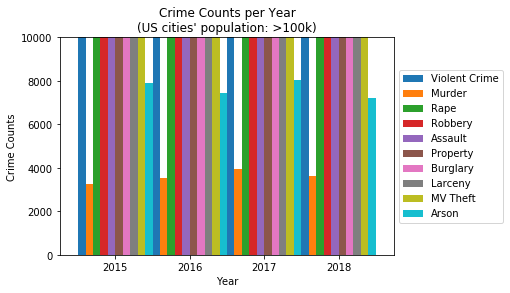 Crime Counts per Year
(US cities' population: >100k)
10000
8000
6000
4000
2000
0
Crime Counts
2015 2016 2017 2018
Year
Violent Crime
Murder
Rape
Robbery
Assault
Property
Burglary
Larceny
MV Theft
Arson